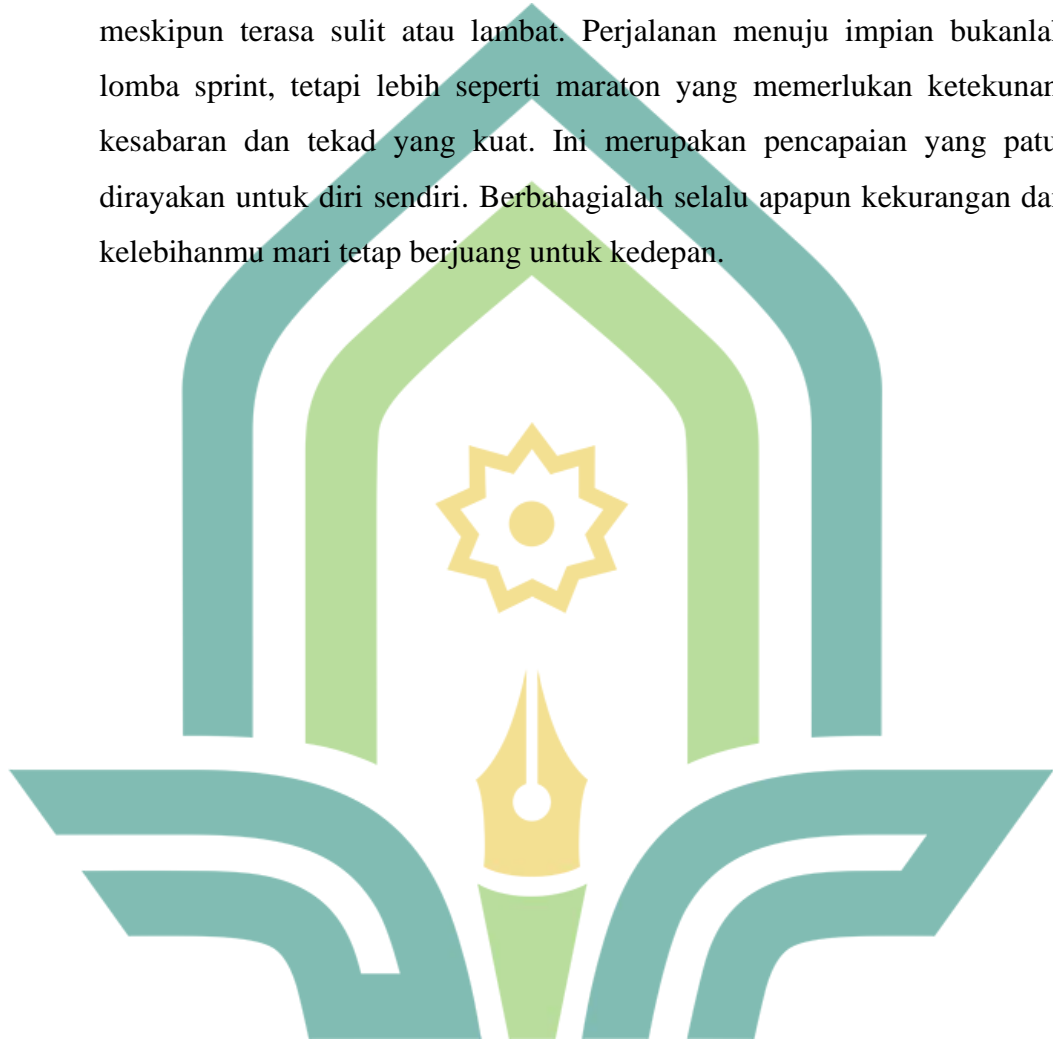 meskipun terasa sulit atau lambat. Perjalanan menuju impian bukanlah
lomba sprint, tetapi lebih seperti maraton yang memerlukan ketekunan
kesabaran dan tekad yang kuat. Ini merupakan pencapaian yang patu
dirayakan untuk diri sendiri. Berbahagialah selalu apapun kekurangan dan
kelebihanmu mari tetap berjuang untuk kedepan.